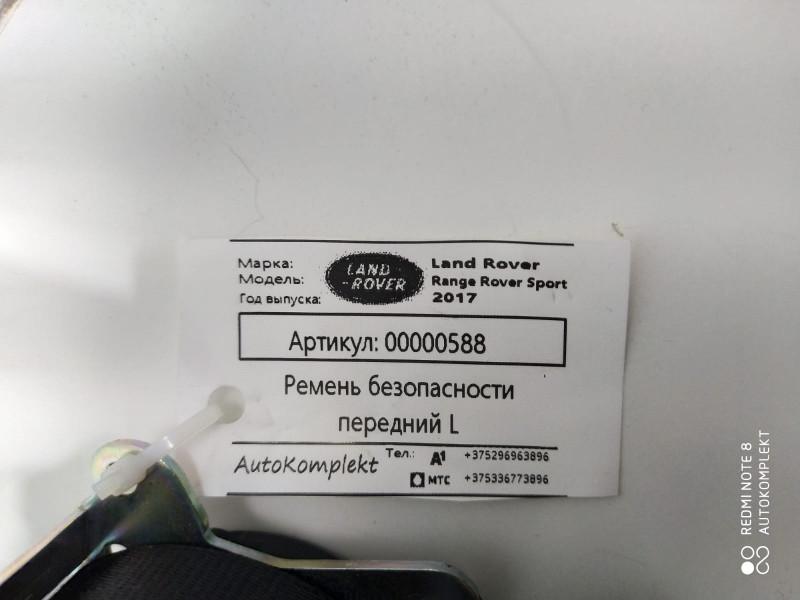 Марка: Land Rover
LAND
-ROVER
Модель: Range Rover Sport
Год выпуска: 2017
Артикул: 00000588
Ремень безопасности
передний L
AutoKomplekt Тел.: A1 +375296963896
МТС +375336773896
REDMI NOTE 8
AUTOKOMPLEKT